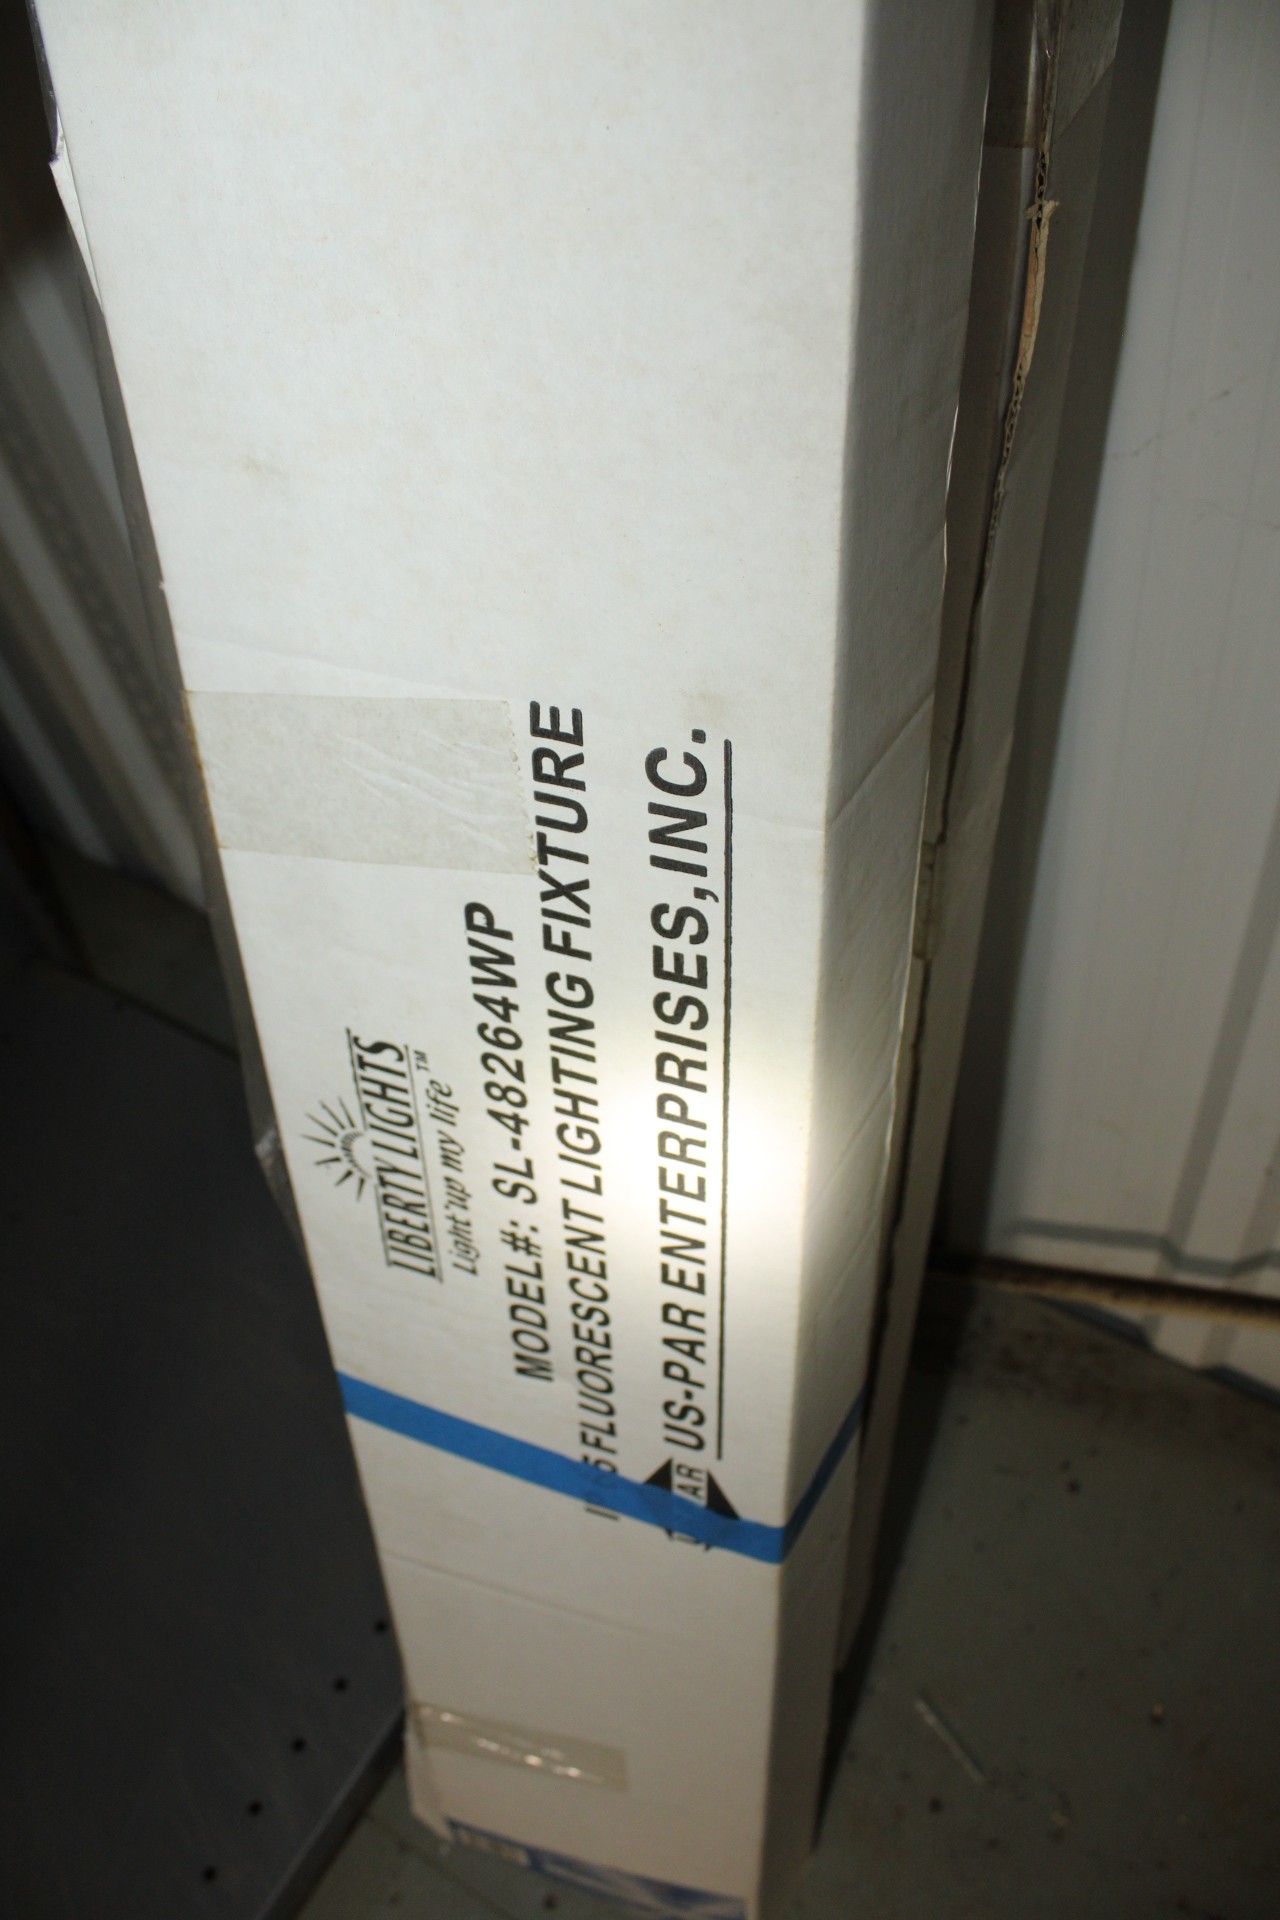 LIBERTY LIGHTS
Light'up my life™
MODEL#: SL-48264WP
FLUORESCENT LIGHTING FIXTURE
US-PAR ENTERPRISES,INC.